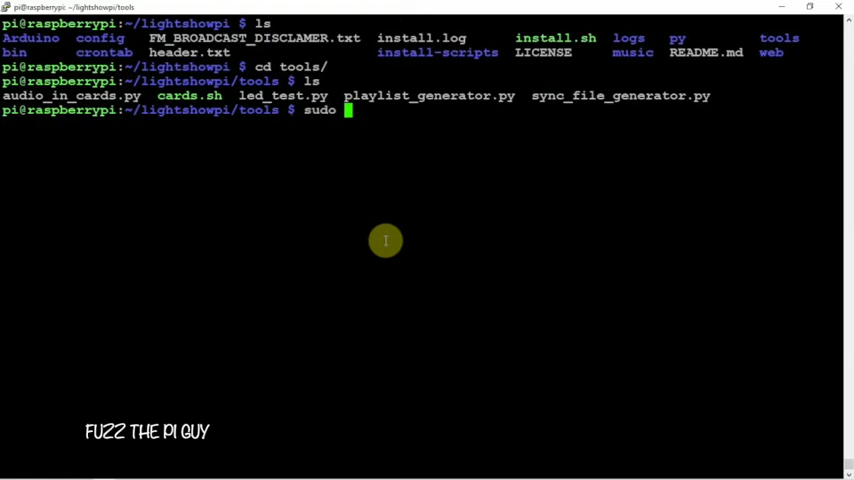 pi@raspberrypi: ~/lightshowpi/tools
pi@raspberrypi:~/lightshowpi $ ls
Arduino config FM_BROADCAST_DISCLAMER.txt install.log install.sh logs py tools
bin crontab header.txt install-scripts LICENSE music README.md web
pi@raspberrypi:~/lightshowpi $ cd tools/
pi@raspberrypi:~/lightshowpi/tools $ ls
audio_in_cards.py cards.sh led_test.py playlist_generator.py sync_file_generator.py
pi@raspberrypi:~/lightshowpi/tools $ sudo
FUZZ THE PI GUY